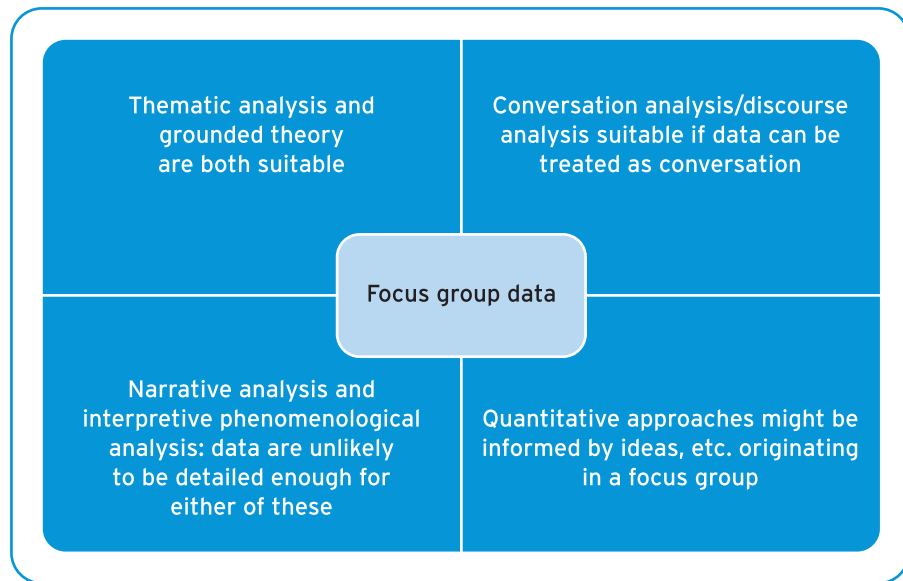 Thematic analysis and
grounded theory
are both suitable
Conversation analysis/discourse
analysis suitable if data can be
treated as conversation
Focus group data
Narrative analysis and
interpretive phenomenological
analysis: data are unlikely
to be detailed enough for
either of these
Quantitative approaches might be
informed by ideas, etc. originating
in a focus group